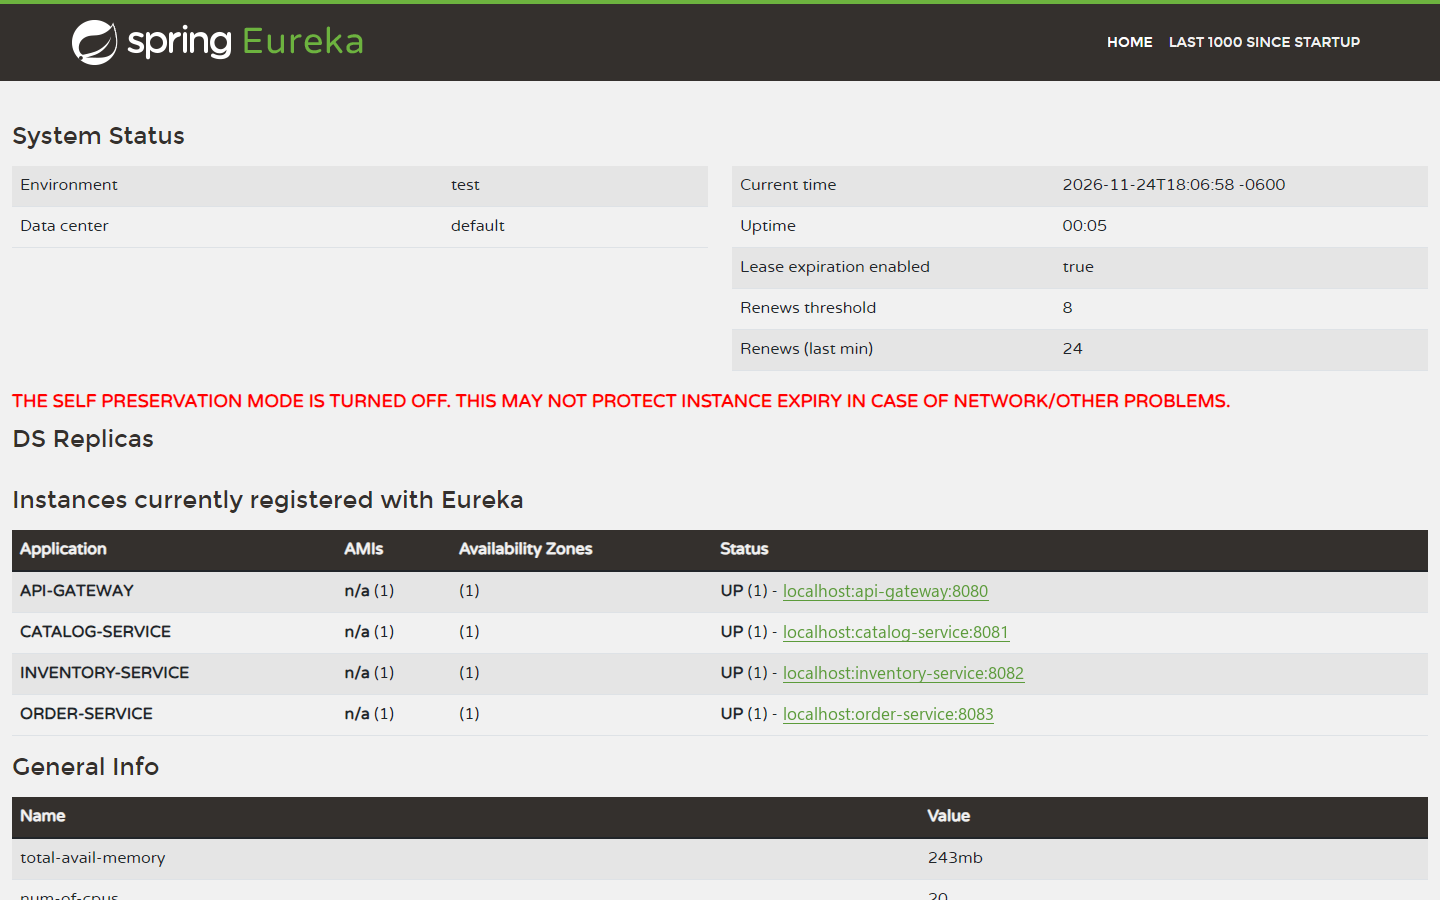 spring Eureka
HOME LAST 1000 SINCE STARTUP
System Status
Environment test
Data center default
Current time 2026-11-24T18:06:58 -0600
Uptime 00:05
Lease expiration enabled true
Renews threshold 8
Renews (last min) 24
THE SELF PRESERVATION MODE IS TURNED OFF. THIS MAY NOT PROTECT INSTANCE EXPIRY IN CASE OF NETWORK/OTHER PROBLEMS.
DS Replicas
Instances currently registered with Eureka
Application AMIs Availability Zones Status
API-GATEWAY n/a (1) (1) UP (1) - localhost:api-gateway:8080
CATALOG-SERVICE n/a (1) (1) UP (1) - localhost:catalog-service:8081
INVENTORY-SERVICE n/a (1) (1) UP (1) - localhost:inventory-service:8082
ORDER-SERVICE n/a (1) (1) UP (1) - localhost:order-service:8083
General Info
Name Value
total-avail-memory 243mb
num-of-cpus 20